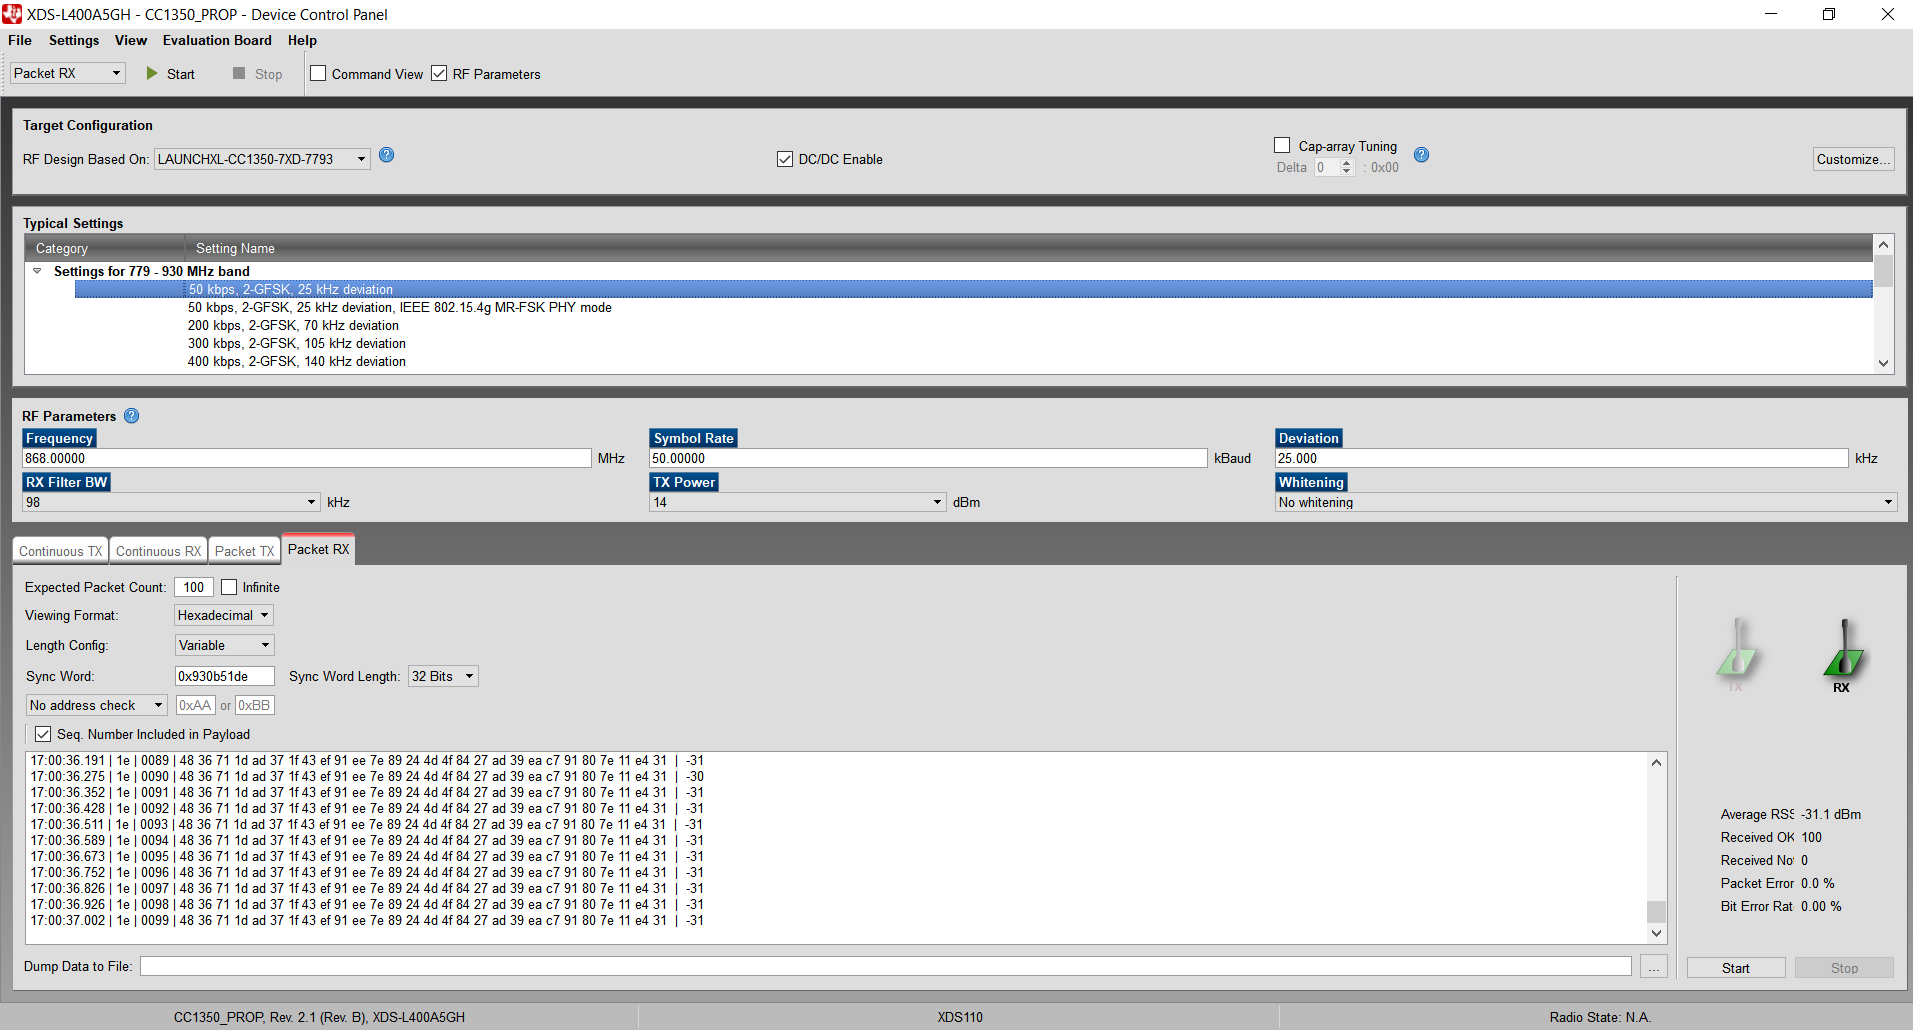 XDS-L400A5GH - CC1350_PROP - Device Control Panel
File Settings View Evaluation Board Help
Packet RX Start Stop Command View RF Parameters
Target Configuration
RF Design Based On: LAUNCHXL-CC1350-7XD-7793 ? DC/DC Enable Cap-array Tuning ? Customize...
Delta 0 : 0x00
Typical Settings
Category Setting Name
Settings for 779 - 930 MHz band
50 kbps, 2-GFSK, 25 kHz deviation
50 kbps, 2-GFSK, 25 kHz deviation, IEEE 802.15.4g MR-FSK PHY mode
200 kbps, 2-GFSK, 70 kHz deviation
300 kbps, 2-GFSK, 105 kHz deviation
400 kbps, 2-GFSK, 140 kHz deviation
RF Parameters ?
Frequency Symbol Rate Deviation
868.00000 MHz 50.00000 kBaud 25.000 kHz
RX Filter BW TX Power Whitening
98 kHz 14 dBm No whitening
Continuous TX Continuous RX Packet TX Packet RX
Expected Packet Count: 100 Infinite
Viewing Format: Hexadecimal
Length Config: Variable
Sync Word: 0x930b51de Sync Word Length: 32 Bits
No address check 0xAA or 0xBB
Seq. Number Included in Payload
17:00:36.191 | 1e | 0089 | 48 36 71 1d ad 37 1f 43 ef 91 ee 7e 89 24 4d 4f 84 27 ad 39 ea c7 91 80 7e 11 e4 31 | -31
17:00:36.275 | 1e | 0090 | 48 36 71 1d ad 37 1f 43 ef 91 ee 7e 89 24 4d 4f 84 27 ad 39 ea c7 91 80 7e 11 e4 31 | -30
17:00:36.352 | 1e | 0091 | 48 36 71 1d ad 37 1f 43 ef 91 ee 7e 89 24 4d 4f 84 27 ad 39 ea c7 91 80 7e 11 e4 31 | -31
17:00:36.428 | 1e | 0092 | 48 36 71 1d ad 37 1f 43 ef 91 ee 7e 89 24 4d 4f 84 27 ad 39 ea c7 91 80 7e 11 e4 31 | -31
17:00:36.511 | 1e | 0093 | 48 36 71 1d ad 37 1f 43 ef 91 ee 7e 89 24 4d 4f 84 27 ad 39 ea c7 91 80 7e 11 e4 31 | -31
17:00:36.589 | 1e | 0094 | 48 36 71 1d ad 37 1f 43 ef 91 ee 7e 89 24 4d 4f 84 27 ad 39 ea c7 91 80 7e 11 e4 31 | -31
17:00:36.673 | 1e | 0095 | 48 36 71 1d ad 37 1f 43 ef 91 ee 7e 89 24 4d 4f 84 27 ad 39 ea c7 91 80 7e 11 e4 31 | -31
17:00:36.752 | 1e | 0096 | 48 36 71 1d ad 37 1f 43 ef 91 ee 7e 89 24 4d 4f 84 27 ad 39 ea c7 91 80 7e 11 e4 31 | -31
17:00:36.826 | 1e | 0097 | 48 36 71 1d ad 37 1f 43 ef 91 ee 7e 89 24 4d 4f 84 27 ad 39 ea c7 91 80 7e 11 e4 31 | -31
17:00:36.926 | 1e | 0098 | 48 36 71 1d ad 37 1f 43 ef 91 ee 7e 89 24 4d 4f 84 27 ad 39 ea c7 91 80 7e 11 e4 31 | -31
17:00:37.002 | 1e | 0099 | 48 36 71 1d ad 37 1f 43 ef 91 ee 7e 89 24 4d 4f 84 27 ad 39 ea c7 91 80 7e 11 e4 31 | -31
Dump Data to File: ...
TX RX
Average RSS -31.1 dBm
Received OK 100
Received No 0
Packet Error 0.0 %
Bit Error Rat 0.00 %
Start Stop
CC1350_PROP, Rev. 2.1 (Rev. B), XDS-L400A5GH XDS110 Radio State: N.A.